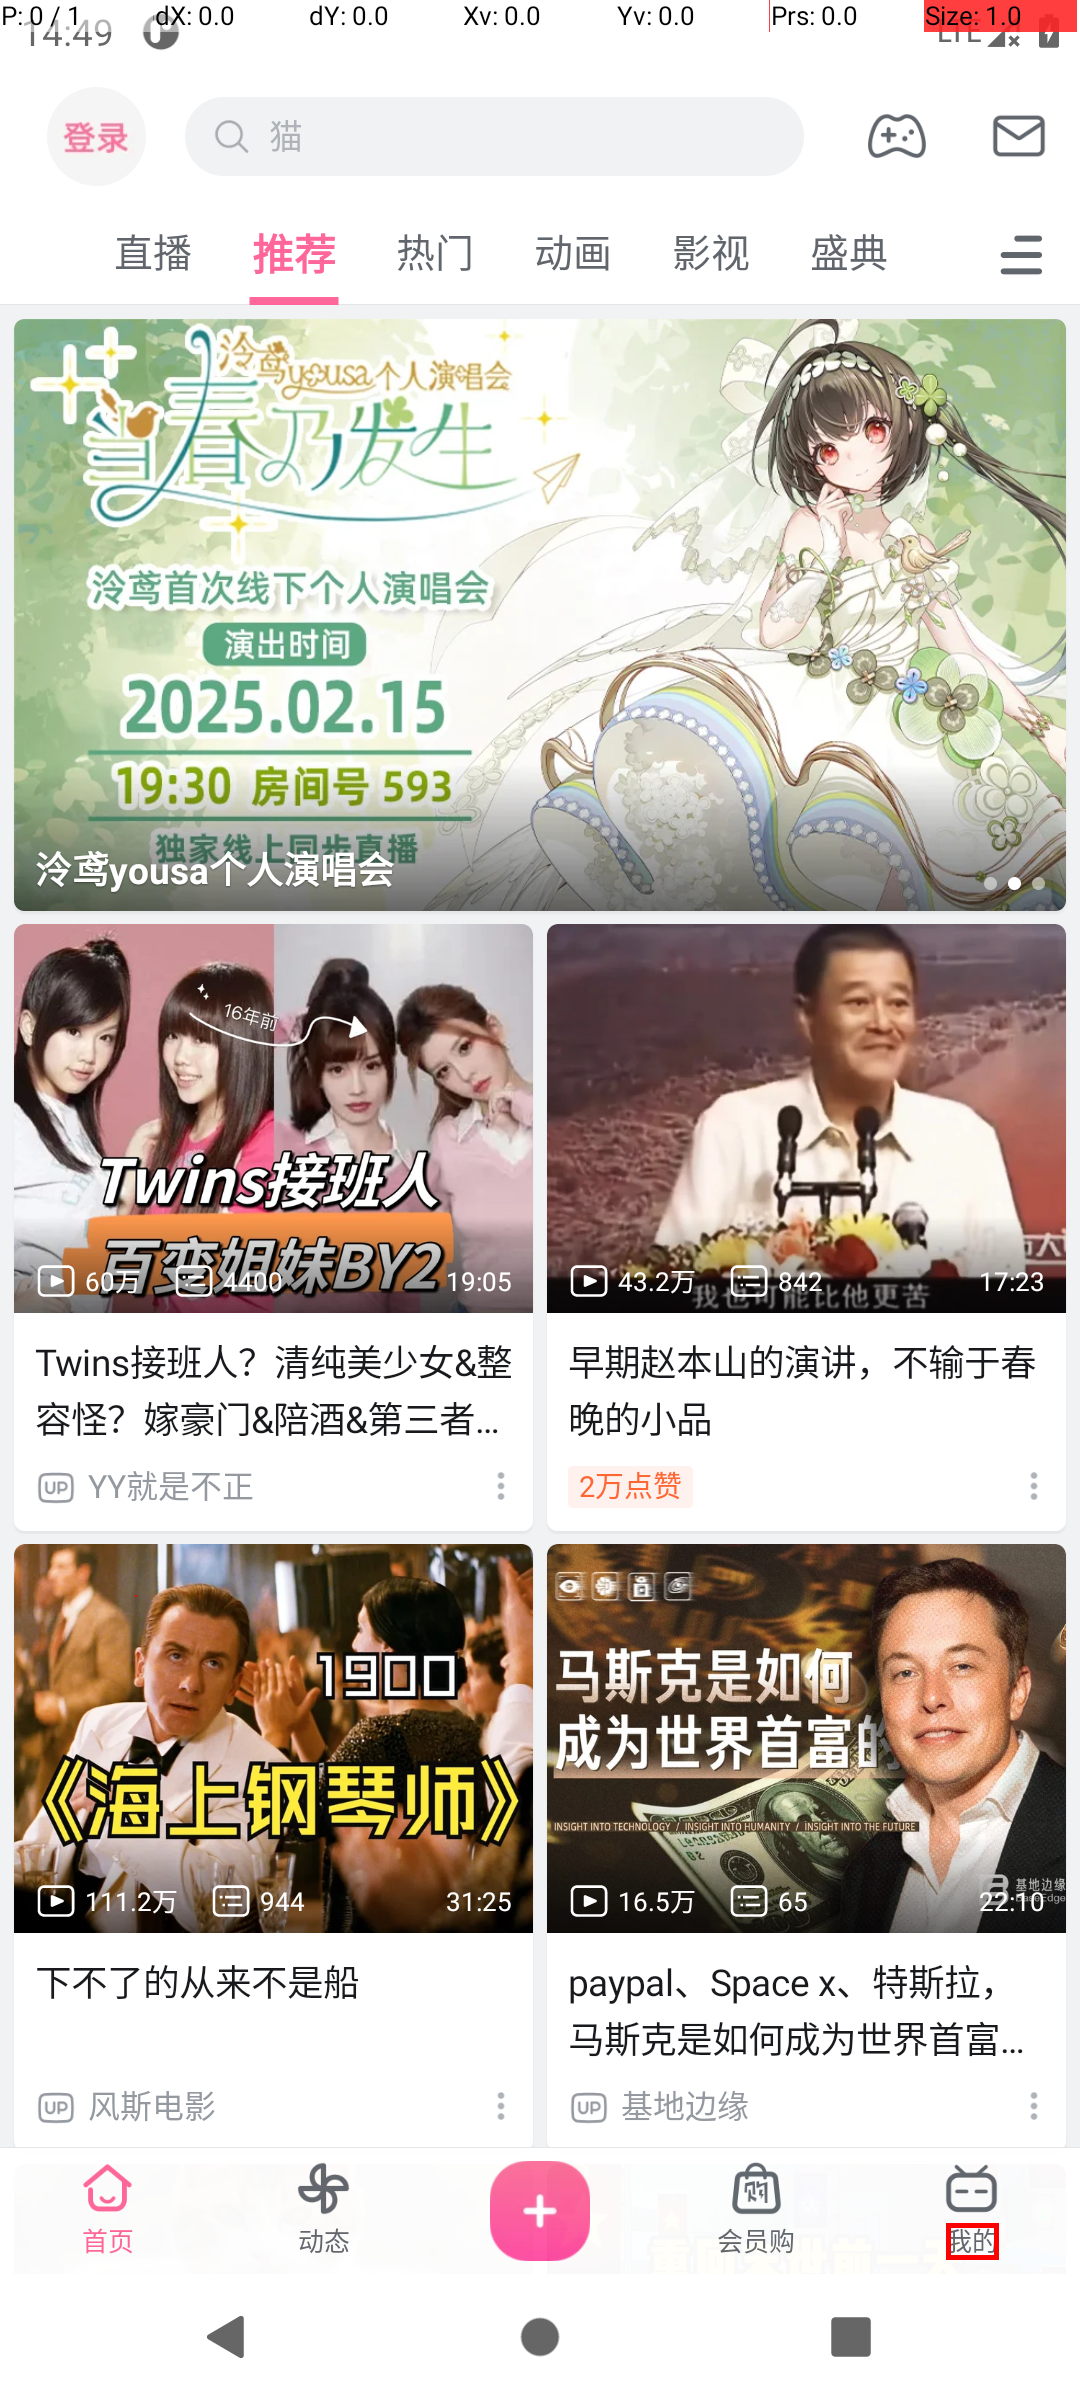 P: 0 / 1 dX: 0.0 dY: 0.0 Xv: 0.0 Yv: 0.0 Prs: 0.0 Size: 1.0
14:49 LTE
登录 猫
直播 推荐 热门 动画 影视 盛典
泠鸢yousa个人演唱会
当春乃发生
泠鸢首次线下个人演唱会
演出时间
2025.02.15
19:30 房间号 593
独家线上同步直播
泠鸢yousa个人演唱会
16年前
Twins接班人
百变姐妹BY2
60万 4400 19:05
我也可能比他更苦
43.2万 842 17:23
Twins接班人？清纯美少女&整
容怪？嫁豪门&陪酒&第三者...
YY就是不正
早期赵本山的演讲，不输于春
晚的小品
2万点赞
1900
《海上钢琴师》
111.2万 944 31:25
马斯克是如何
成为世界首富的
INSIGHT INTO TECHNOLOGY / INSIGHT INTO HUMANITY / INSIGHT INTO THE FUTURE
基地边缘
BaseEdge
16.5万 65 22:10
下不了的从来不是船
UP 风斯电影
paypal、Space x、特斯拉，
马斯克是如何成为世界首富...
UP 基地边缘
首页 动态 会员购 我的